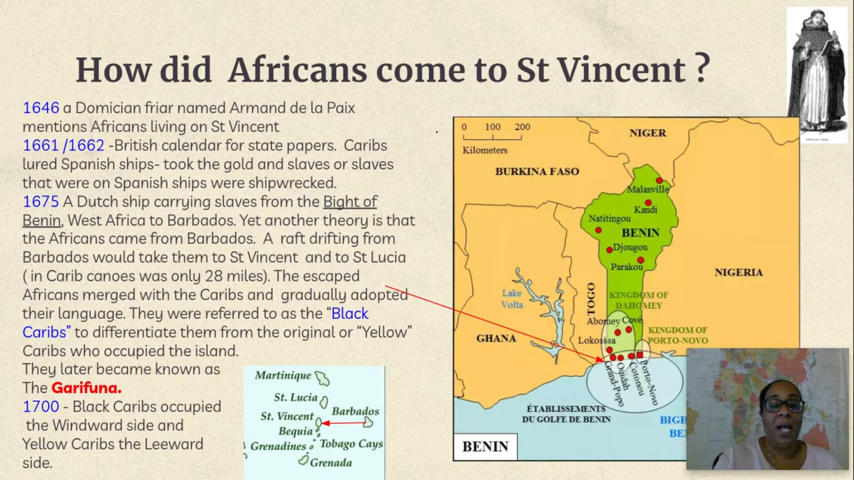 How did Africans come to St Vincent ?
1646 a Domician friar named Armand de la Paix
mentions Africans living on St Vincent
1661 /1662 -British calendar for state papers. Caribs
lured Spanish ships- took the gold and slaves or slaves
that were on Spanish ships were shipwrecked.
1675 A Dutch ship carrying slaves from the Bight of
Benin, West Africa to Barbados. Yet another theory is that
the Africans came from Barbados. A raft drifting from
Barbados would take them to St Vincent and to St Lucia
( in Carib canoes was only 28 miles). The escaped
Africans merged with the Caribs and gradually adopted
their language. They were referred to as the “Black
Caribs” to differentiate them from the original or “Yellow”
Caribs who occupied the island.
They later became known as
The Garifuna.
1700 - Black Caribs occupied
the Windward side and
Yellow Caribs the Leeward
side.
Martinique
St. Lucia
St. Vincent
Barbados
Bequia
Grenadines
Tobago Cays
Grenada
0 100 200
Kilometers
NIGER
BURKINA FASO
Malanville
Kandi
Natitingou
BENIN
Djougou
Parakou
NIGERIA
Lake
Volta
TOGO
KINGDOM OF
DAHOMEY
Abomey Cove
KINGDOM OF
PORTO-NOVO
GHANA
Lokosssa
Grand-Popo
Ouidah
Cotonou
Porto-Novo
ÉTABLISSEMENTS
DU GOLFE DE BENIN
BIGH
BE
BENIN